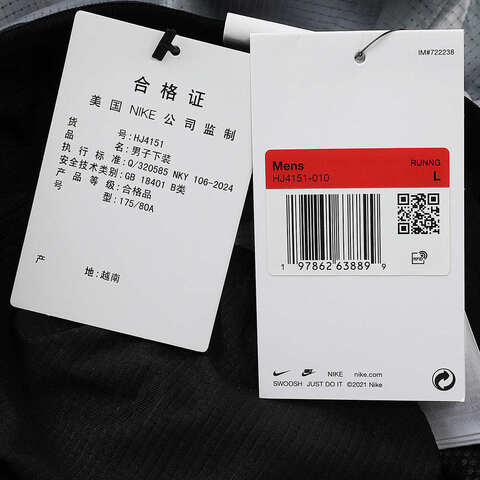 合格证
美国 NIKE 公司监制
货号:HJ4151
品名:男子下装
执行标准:Q/320585 NKY 106-2024
安全技术类别:GB 18401 B类
产品等级:合格品
型:175/80A
产地:越南
IM#722238
Mens
RUNNG
HJ4151-010
L
1 97862 63889 9
RFID
NIKE
nike.com
SWOOSH
JUST DO IT
©2021 Nike